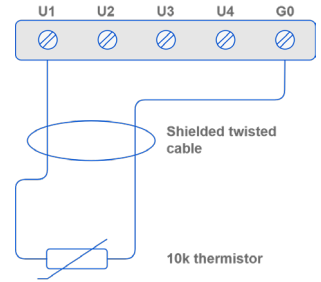 U1 U2 U3 U4 G0
Shielded twisted
cable
10k thermistor